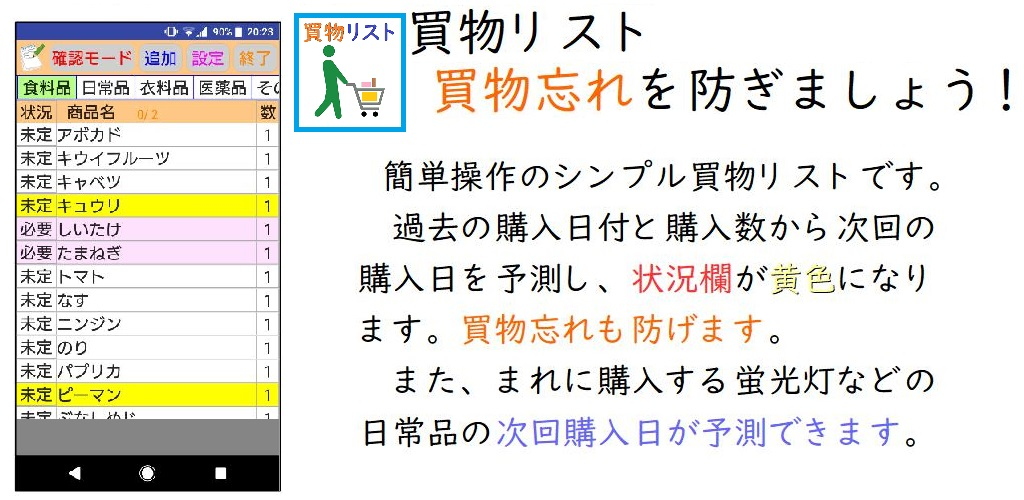 90% 20:23
確認モード 追加 設定 終了
食料品 日常品 衣料品 医薬品 その
状況 商品名 0/2 数
未定 アボカド 1
未定 キウイフルーツ 1
未定 キャベツ 1
未定 キュウリ 1
必要 しいたけ 1
必要 たまねぎ 1
未定 トマト 1
未定 なす 1
未定 ニンジン 1
未定 のり 1
未定 パプリカ 1
未定 ピーマン 1
未定 ぶなしめじ
買物リスト
買物リスト
買物忘れを防ぎましょう！
簡単操作のシンプル買物リストです。
過去の購入日付と購入数から次回の
購入日を予測し、状況欄が黄色になり
ます。買物忘れも防げます。
また、まれに購入する蛍光灯などの
日常品の次回購入日が予測できます。